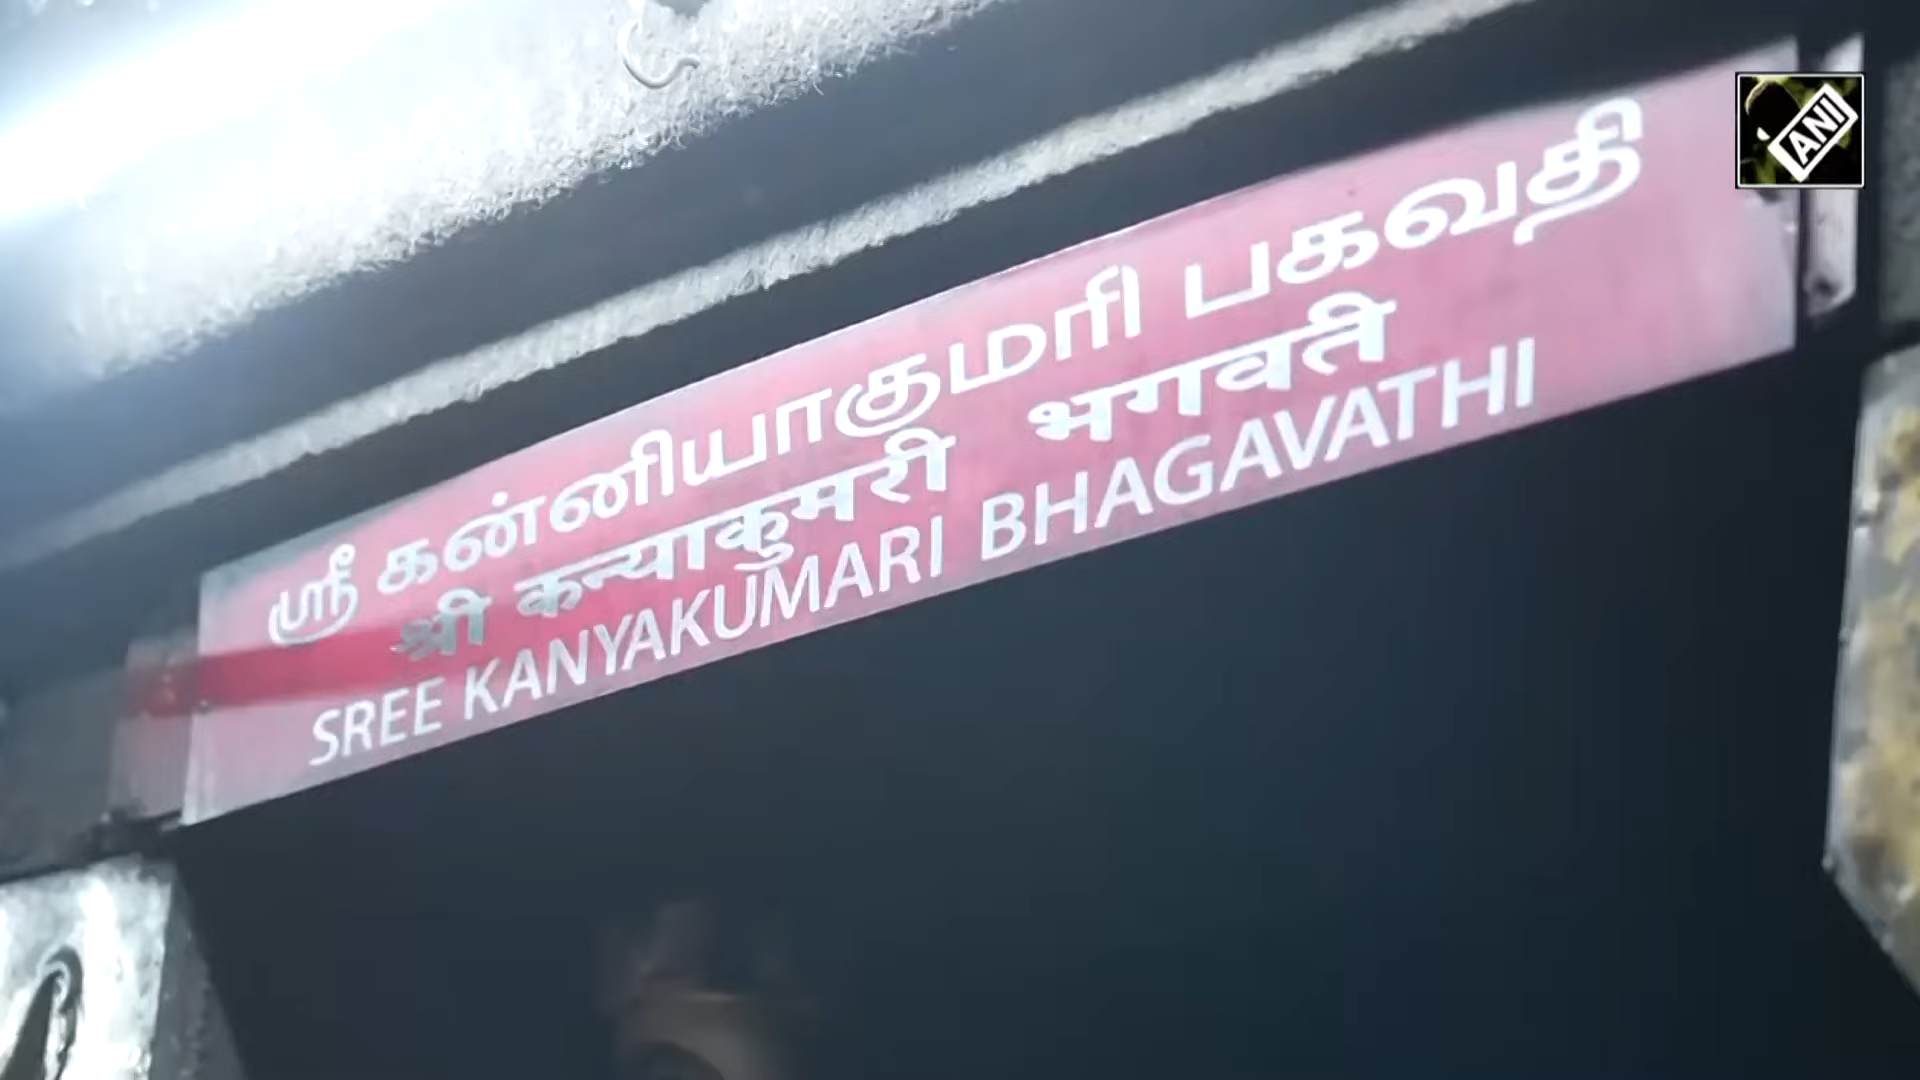 ஸ்ரீ கன்னியாகுமரி பகவதி
श्री कन्याकुमरी भगवते
SREE KANYAKUMARI BHAGAVATHI
ANI